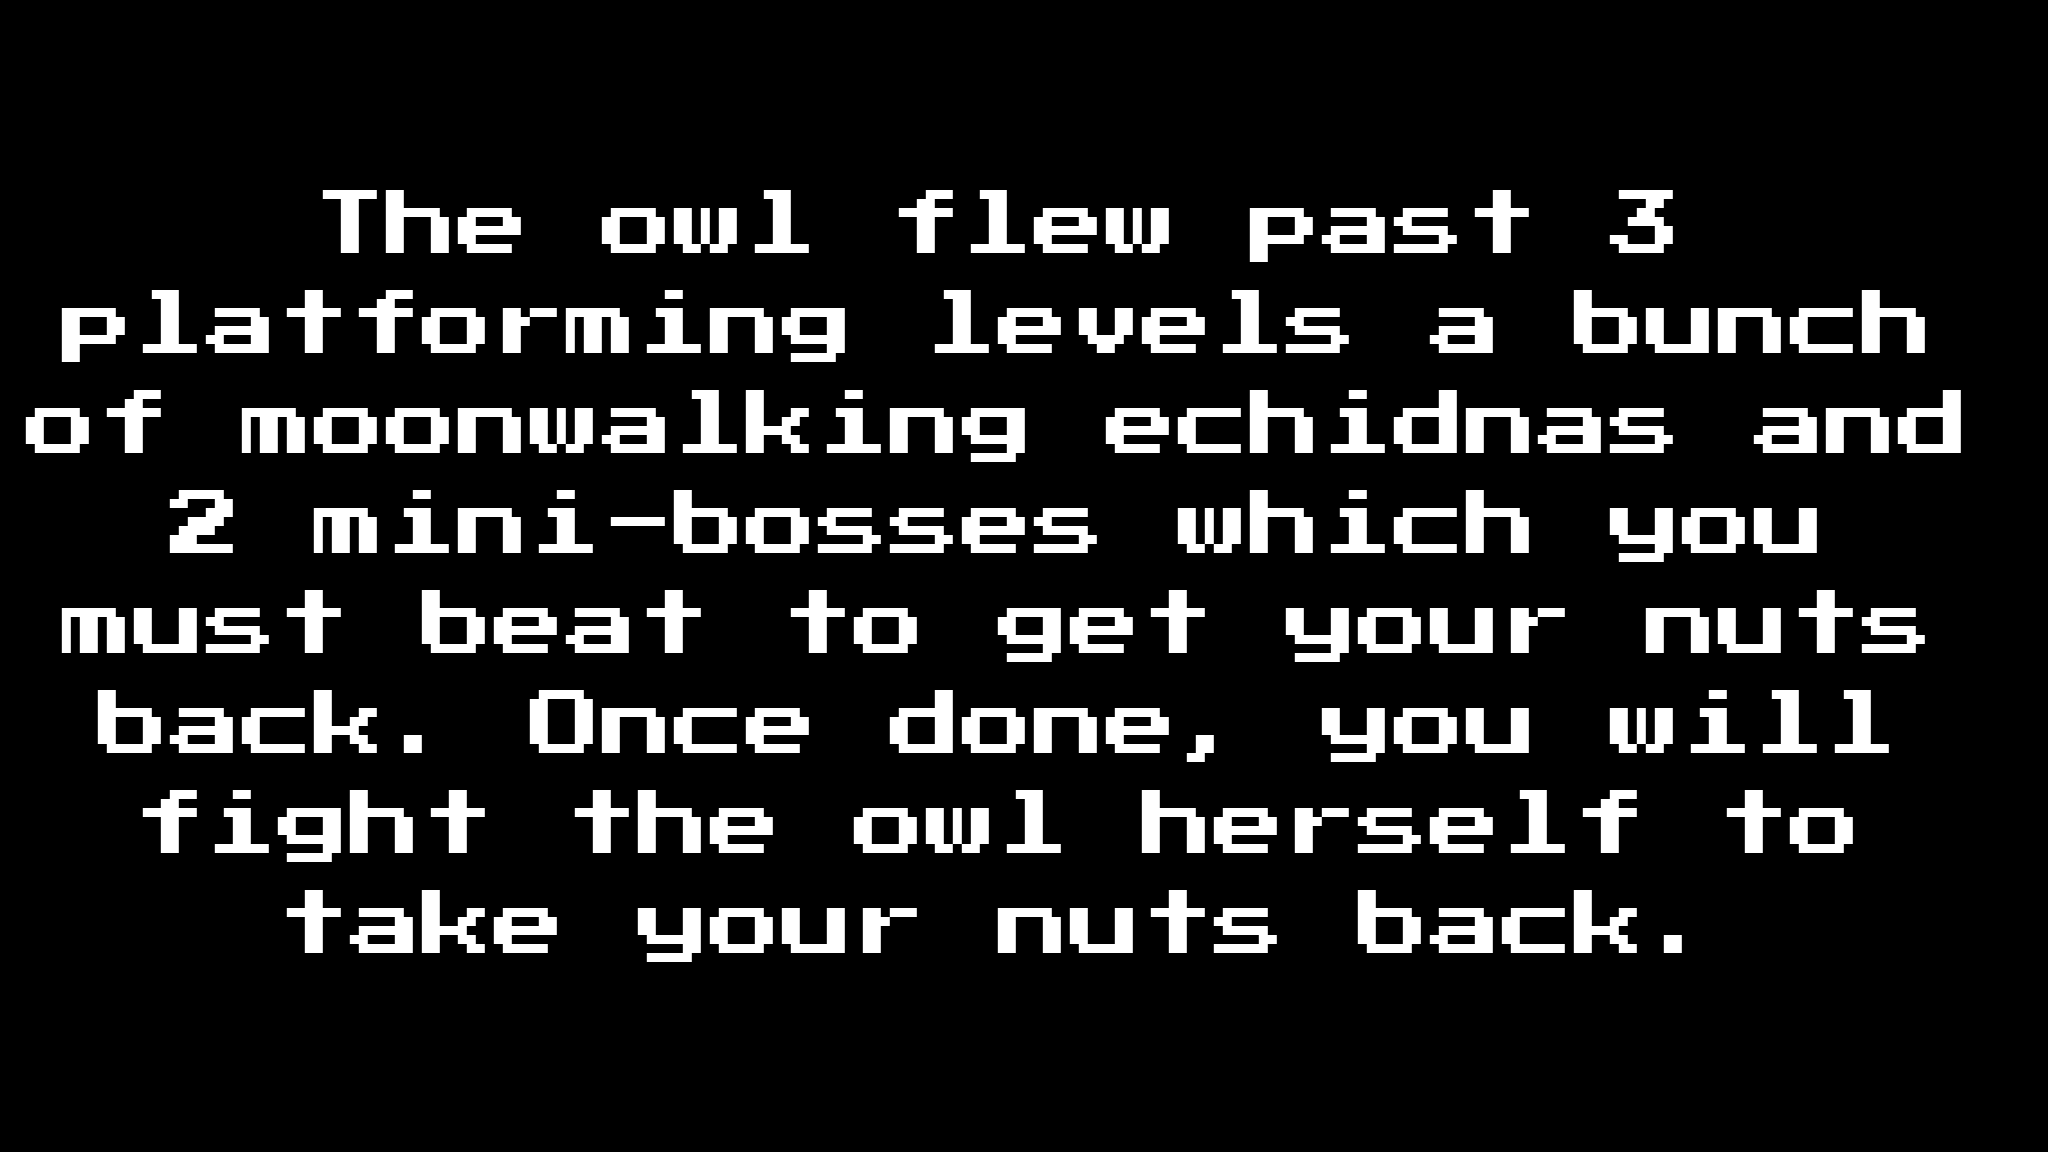 The owl flew past 3
platforming levels a bunch
of moonwalking echidnas and
2 mini-bosses which you
must beat to get your nuts
back. Once done, you will
fight the owl herself to
take your nuts back.